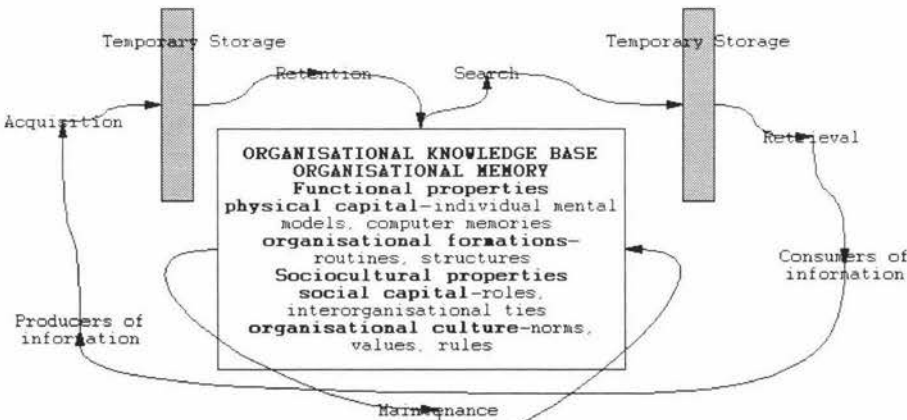 Temporary Storage
Temporary Storage
Retention
Search
Acquisition
Retrieval
ORGANISATIONAL KNOWLEDGE BASE
ORGANISATIONAL MEMORY
Functional properties
physical capital-individual mental
models, computer memories
organisational formations-
routines, structures
Sociocultural properties
social capital-roles,
interorganisational ties
organisational culture-norms,
values, rules
Consumers of
information
Producers of
information
Maintenance